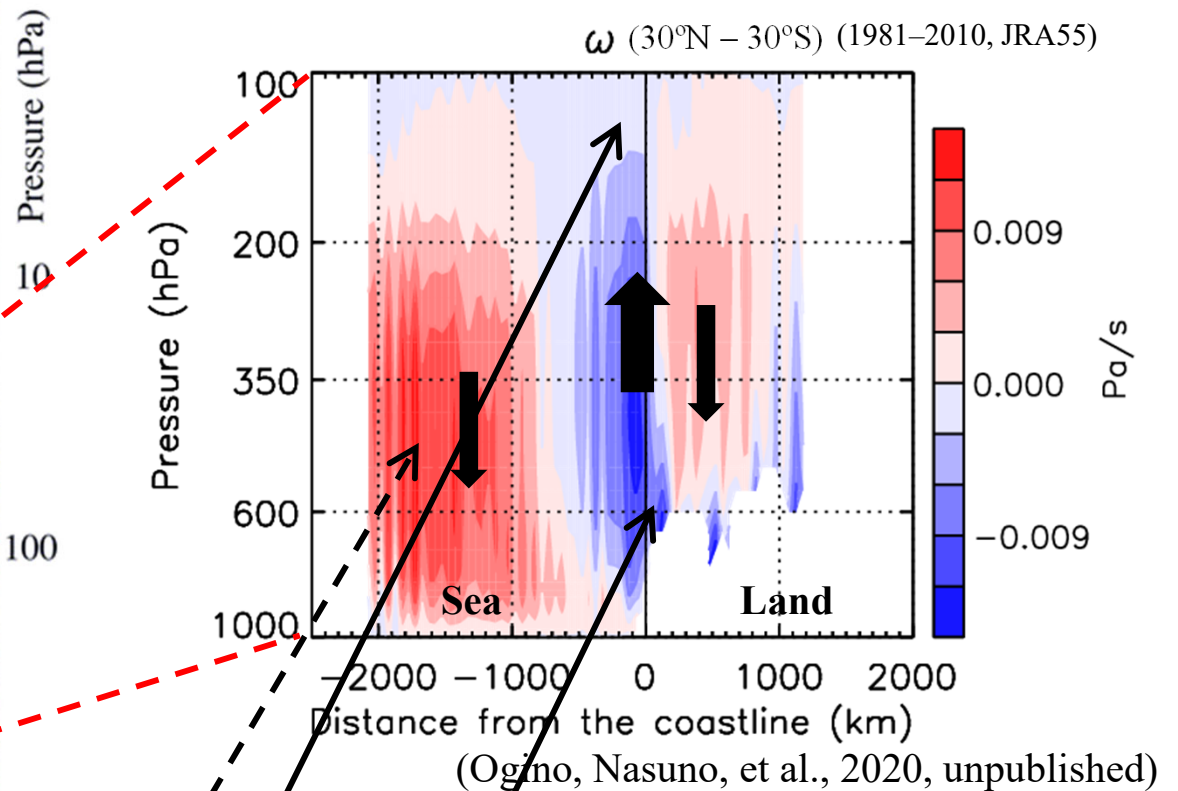 ω (30°N – 30°S) (1981–2010, JRA55)
Pressure (hPa)
10
100
Pressure (hPa)
100
200
350
600
1000
Sea
Land
−2000 −1000 0 1000 2000
Distance from the coastline (km)
0.009
0.000
−0.009
Pa/s
(Ogino, Nasuno, et al., 2020, unpublished)